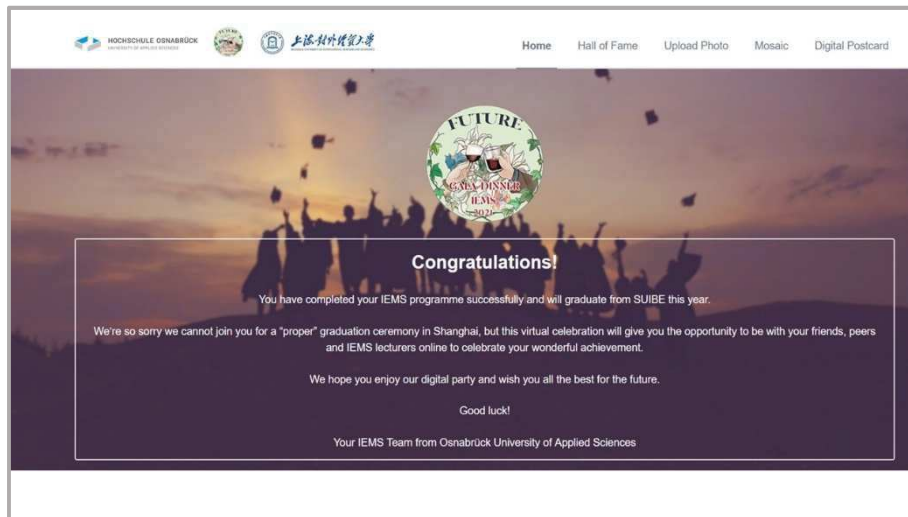 HOCHSCHULE OSNABRÜCK
UNIVERSITY OF APPLIED SCIENCES
上海对外经贸大学
Home Hall of Fame Upload Photo Mosaic Digital Postcard
FUTURE
GALA DINNER
IEMS
2021
Congratulations!
You have completed your IEMS programme successfully and will graduate from SUIBE this year.
We're so sorry we cannot join you for a "proper" graduation ceremony in Shanghai, but this virtual celebration will give you the opportunity to be with your friends, peers
and IEMS lecturers online to celebrate your wonderful achievement.
We hope you enjoy our digital party and wish you all the best for the future.
Good luck!
Your IEMS Team from Osnabrück University of Applied Sciences